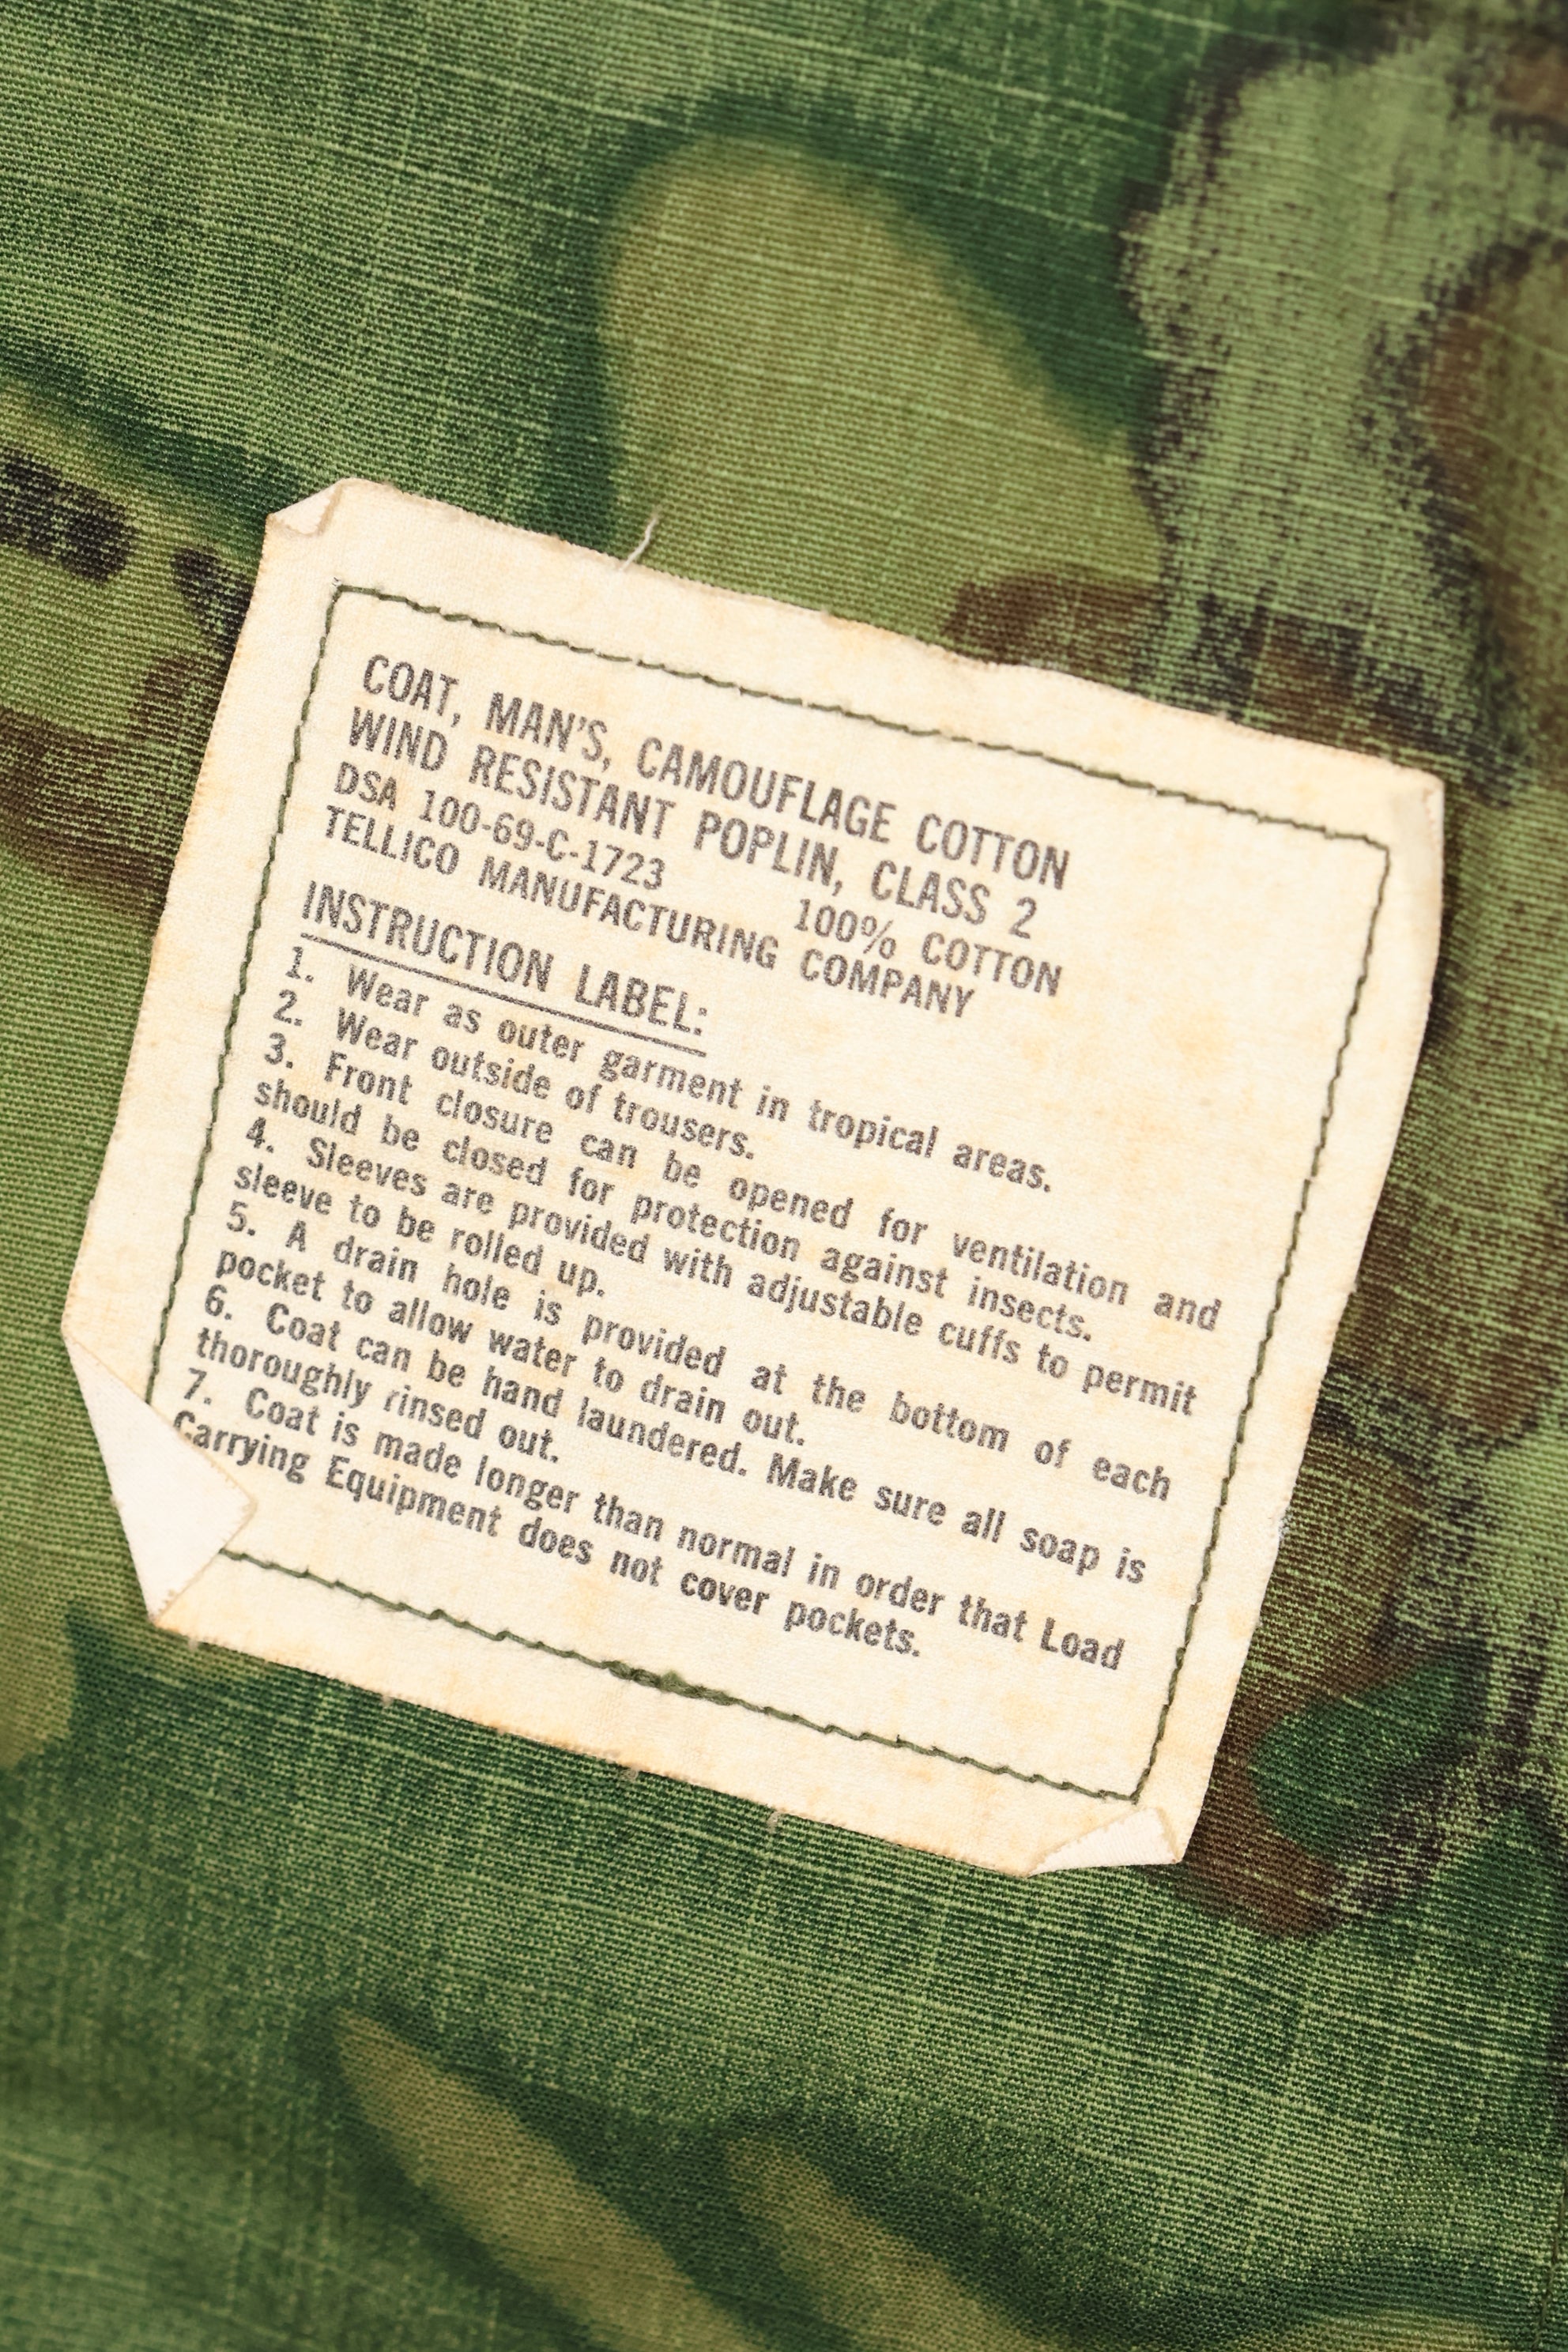 COAT, MAN'S, CAMOUFLAGE COTTON
WIND RESISTANT POPLIN, CLASS 2
DSA 100-69-C-1723 100% COTTON
TELLICO MANUFACTURING COMPANY
INSTRUCTION LABEL:
1. Wear as outer garment in tropical areas.
2. Wear outside of trousers.
3. Front closure can be opened for ventilation and
should be closed for protection against insects.
4. Sleeves are provided with adjustable cuffs to permit
sleeve to be rolled up.
5. A drain hole is provided at the bottom of each
pocket to allow water to drain out.
6. Coat can be hand laundered. Make sure all soap is
thoroughly rinsed out.
7. Coat is made longer than normal in order that Load
Carrying Equipment does not cover pockets.